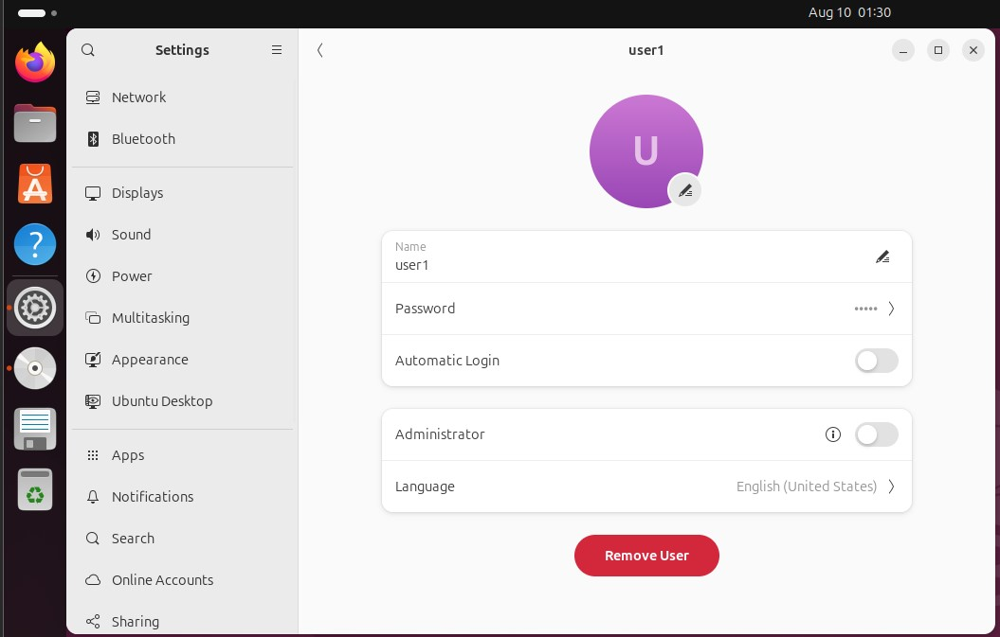 Aug 10 01:30
Settings
user1
Network
Bluetooth
Displays
Sound
Power
Multitasking
Appearance
Ubuntu Desktop
Apps
Notifications
Search
Online Accounts
Sharing
U
Name
user1
Password
•••••
Automatic Login
Administrator
Language
English (United States)
Remove User